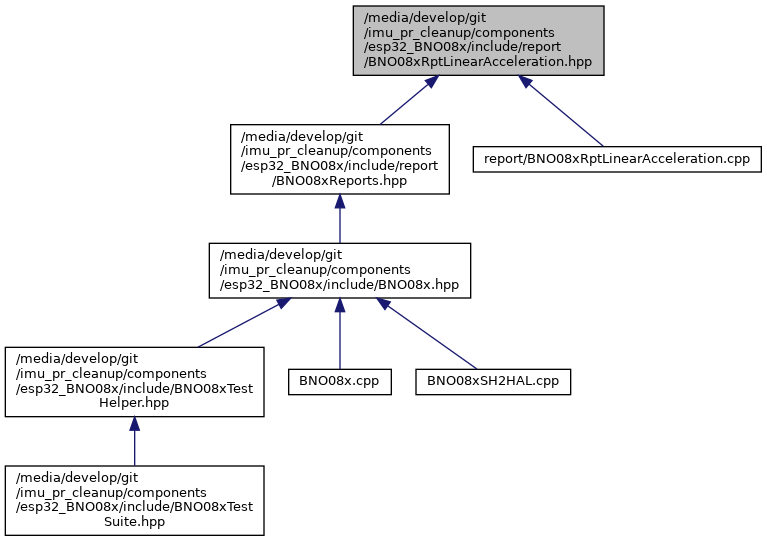 /media/develop/git
/imu_pr_cleanup/components
/esp32_BNO08x/include/report
/BNO08xRptLinearAcceleration.hpp
/media/develop/git
/imu_pr_cleanup/components
/esp32_BNO08x/include/report
/BNO08xReports.hpp
report/BNO08xRptLinearAcceleration.cpp
/media/develop/git
/imu_pr_cleanup/components
/esp32_BNO08x/include/BNO08x.hpp
/media/develop/git
/imu_pr_cleanup/components
/esp32_BNO08x/include/BNO08xTest
Helper.hpp
BNO08x.cpp
BNO08xSH2HAL.cpp
/media/develop/git
/imu_pr_cleanup/components
/esp32_BNO08x/include/BNO08xTest
Suite.hpp